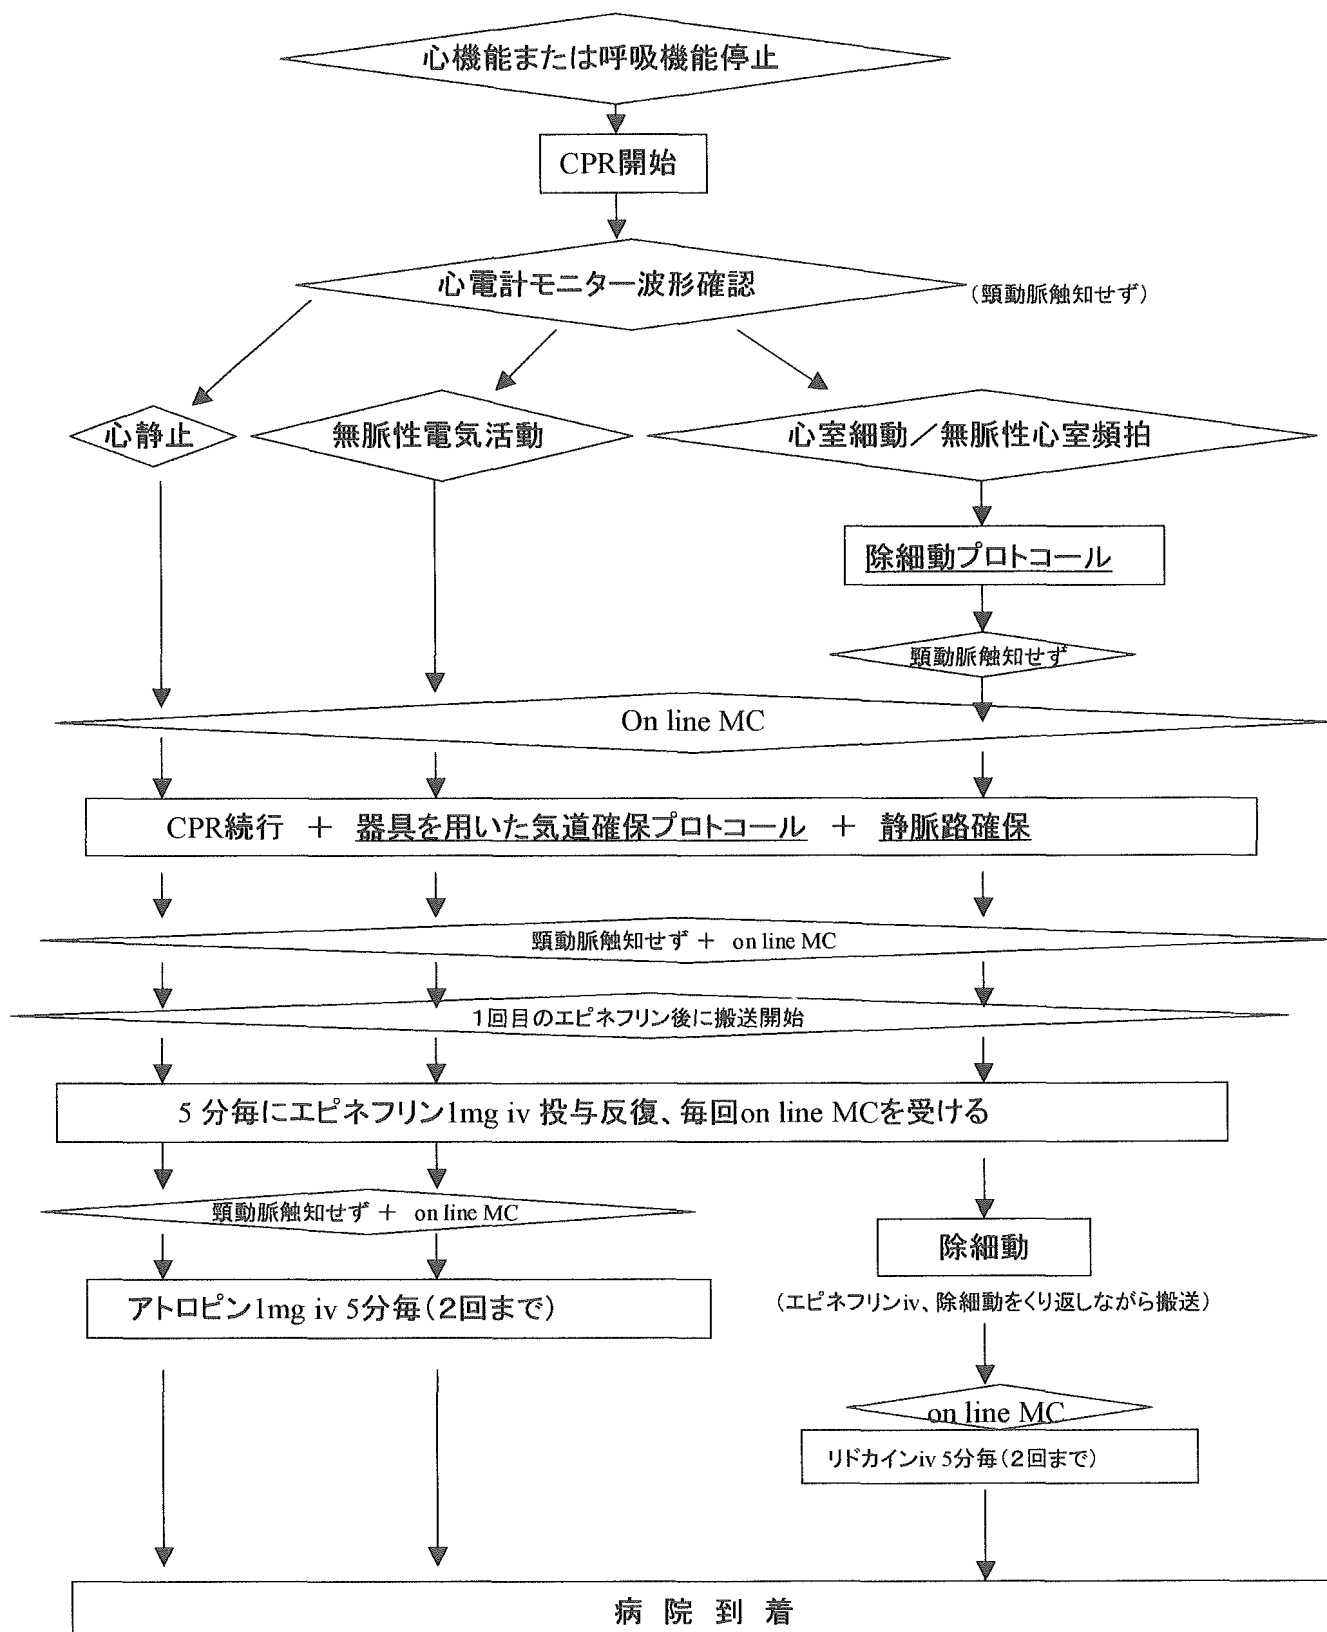 心機能または呼吸機能停止
CPR開始
心電計モニター波形確認
(頸動脈触知せず)
心静止
無脈性電気活動
心室細動／無脈性心室頻拍
除細動プロトコール
頸動脈触知せず
On line MC
CPR続行 ＋ 器具を用いた気道確保プロトコール ＋ 静脈路確保
頸動脈触知せず ＋ on line MC
1回目のエピネフリン後に搬送開始
5 分毎にエピネフリン1mg iv 投与反復、毎回on line MCを受ける
頸動脈触知せず ＋ on line MC
除細動
アトロピン1mg iv 5分毎(2回まで)
(エピネフリンiv、除細動をくり返しながら搬送)
on line MC
リドカインiv 5分毎(2回まで)
病 院 到 着